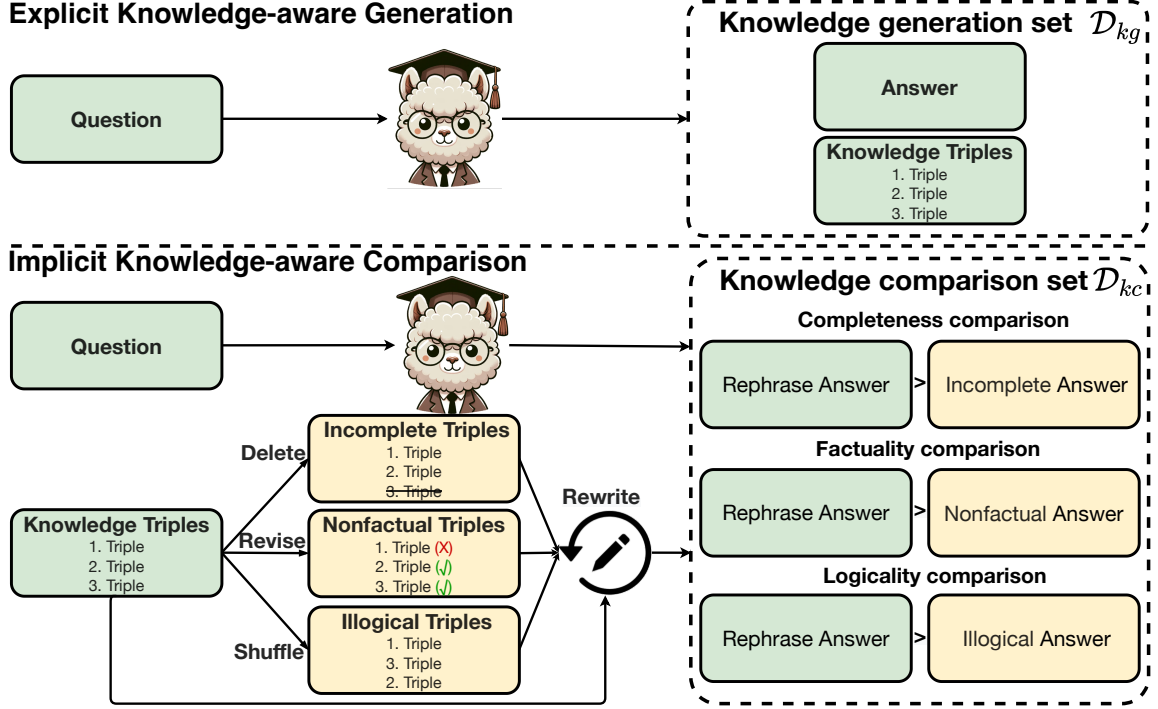 Explicit Knowledge-aware Generation
Question
Knowledge generation set 𝒟kg
Answer
Knowledge Triples
1. Triple
2. Triple
3. Triple
Implicit Knowledge-aware Comparison
Question
Delete
Incomplete Triples
1. Triple
2. Triple
3. Triple
Knowledge Triples
1. Triple
2. Triple
3. Triple
Revise
Nonfactual Triples
1. Triple (X)
2. Triple (√)
3. Triple (√)
Shuffle
Illogical Triples
1. Triple
3. Triple
2. Triple
Rewrite
Knowledge comparison set 𝒟kc
Completeness comparison
Rephrase Answer > Incomplete Answer
Factuality comparison
Rephrase Answer > Nonfactual Answer
Logicality comparison
Rephrase Answer > Illogical Answer